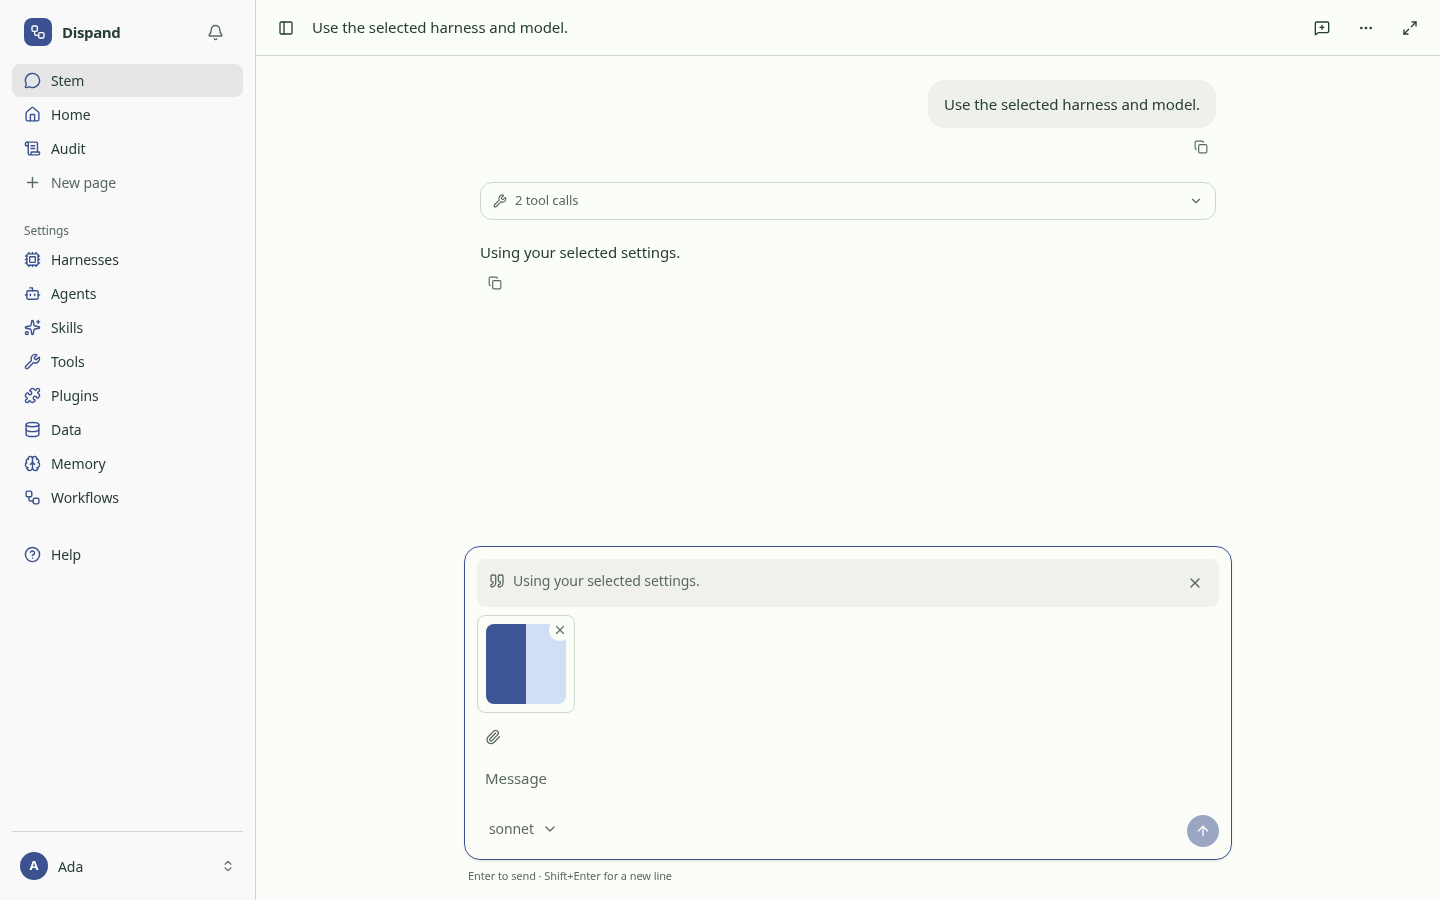 Dispand
Stem
Home
Audit
New page
Settings
Harnesses
Agents
Skills
Tools
Plugins
Data
Memory
Workflows
Help
A
Ada
Use the selected harness and model.
Use the selected harness and model.
2 tool calls
Using your selected settings.
Using your selected settings.
Message
sonnet
Enter to send · Shift+Enter for a new line